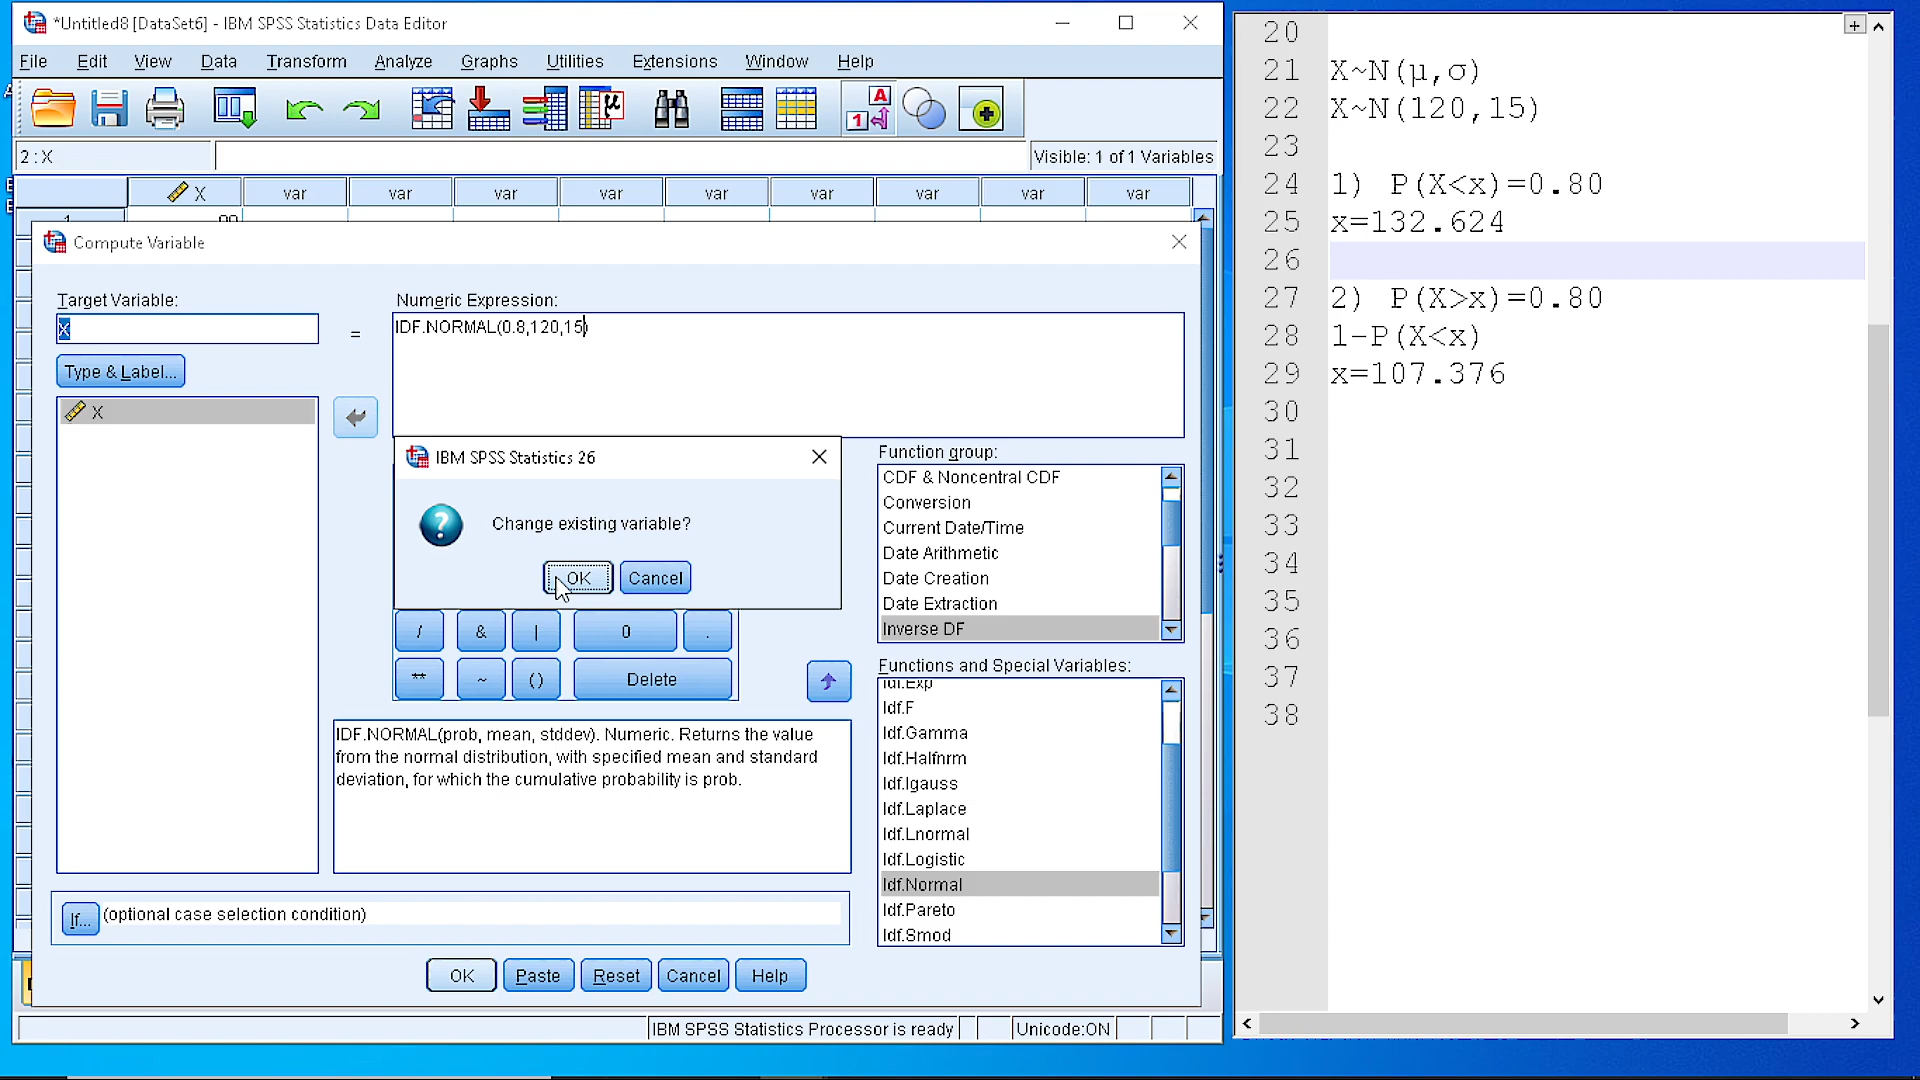 *Untitled8 [DataSet6] - IBM SPSS Statistics Data Editor
File Edit View Data Transform Analyze Graphs Utilities Extensions Window Help
2 : X
Visible: 1 of 1 Variables
X var var var var var var var var var
Compute Variable
Target Variable:
X
=
Type & Label...
X
Numeric Expression:
IDF.NORMAL(0.8,120,15)
IBM SPSS Statistics 26
Change existing variable?
OK Cancel
/ & | 0 .
** ~ () Delete
Function group:
CDF & Noncentral CDF
Conversion
Current Date/Time
Date Arithmetic
Date Creation
Date Extraction
Inverse DF
Functions and Special Variables:
Idf.Exp
Idf.F
Idf.Gamma
Idf.Halfnrm
Idf.Igauss
Idf.Laplace
Idf.Lnormal
Idf.Logistic
Idf.Normal
Idf.Pareto
Idf.Smod
IDF.NORMAL(prob, mean, stddev). Numeric. Returns the value
from the normal distribution, with specified mean and standard
deviation, for which the cumulative probability is prob.
If... (optional case selection condition)
OK Paste Reset Cancel Help
IBM SPSS Statistics Processor is ready Unicode:ON
20
21 X~N(μ,σ)
22 X~N(120,15)
23
24 1) P(X<x)=0.80
25 x=132.624
26
27 2) P(X>x)=0.80
28 1-P(X<x)
29 x=107.376
30
31
32
33
34
35
36
37
38